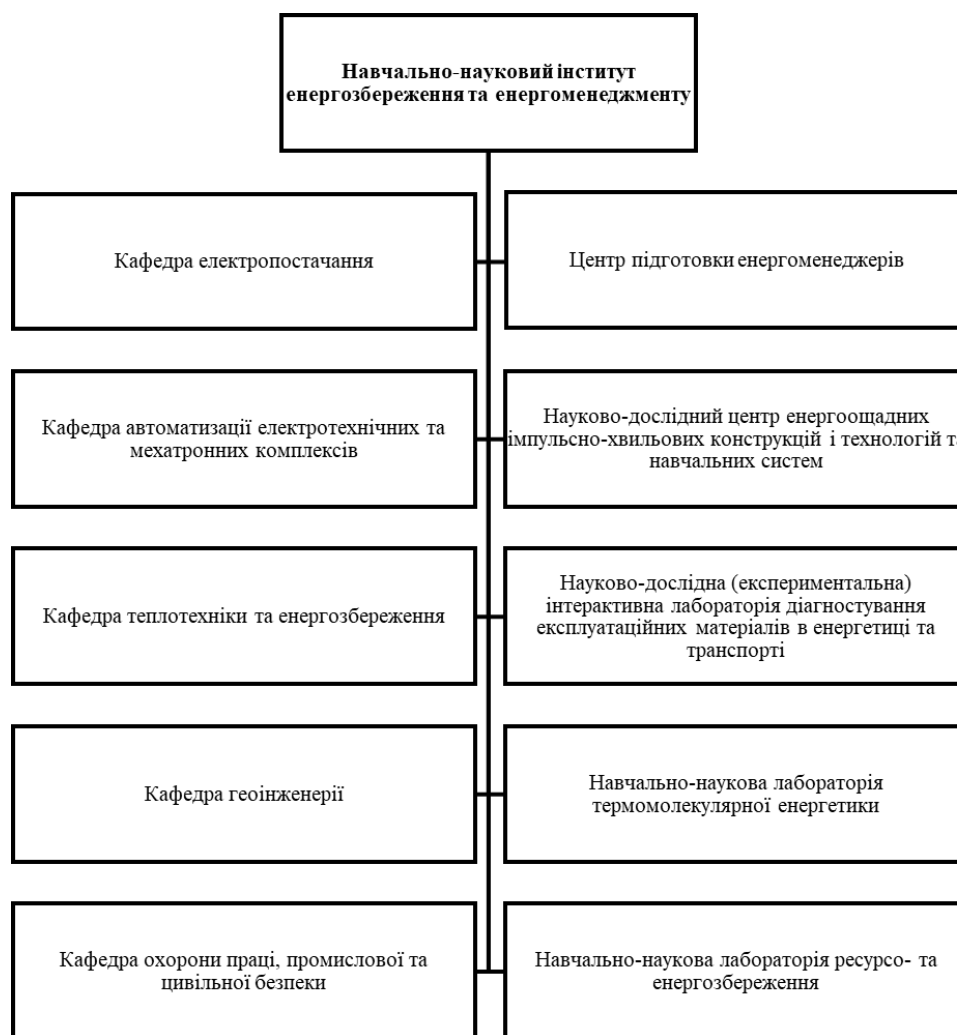 Навчально-науковий інститут
енергозбереження та енергоменеджменту
Кафедра електропостачання
Центр підготовки енергоменеджерів
Кафедра автоматизації електротехнічних та
мехатронних комплексів
Науково-дослідний центр енергоощадних
імпульсно-хвильових конструкцій і технологій та
навчальних систем
Кафедра теплотехніки та енергозбереження
Науково-дослідна (експериментальна)
інтерактивна лабораторія діагностування
експлуатаційних матеріалів в енергетиці та
транспорті
Кафедра геоінженерії
Навчально-наукова лабораторія
термомолекулярної енергетики
Кафедра охорони праці, промислової та
цивільної безпеки
Навчально-наукова лабораторія ресурсо- та
енергозбереження